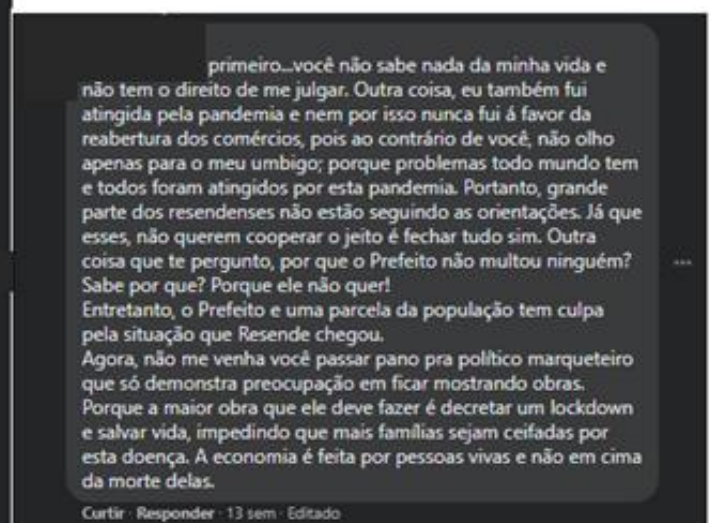 primeiro...você não sabe nada da minha vida e
não tem o direito de me julgar. Outra coisa, eu também fui
atingida pela pandemia e nem por isso nunca fui á favor da
reabertura dos comércios, pois ao contrário de você, não olho
apenas para o meu umbigo; porque problemas todo mundo tem
e todos foram atingidos por esta pandemia. Portanto, grande
parte dos resendenses não estão seguindo as orientações. Já que
esses, não querem cooperar o jeito é fechar tudo sim. Outra
coisa que te pergunto, por que o Prefeito não multou ninguém?
Sabe por que? Porque ele não quer!
Entretanto, o Prefeito e uma parcela da população tem culpa
pela situação que Resende chegou.
Agora, não me venha você passar pano pra político marqueteiro
que só demonstra preocupação em ficar mostrando obras.
Porque a maior obra que ele deve fazer é decretar um lockdown
e salvar vida, impedindo que mais famílias sejam ceifadas por
esta doença. A economia é feita por pessoas vivas e não em cima
da morte delas.
Curtir · Responder · 13 sem · Editado